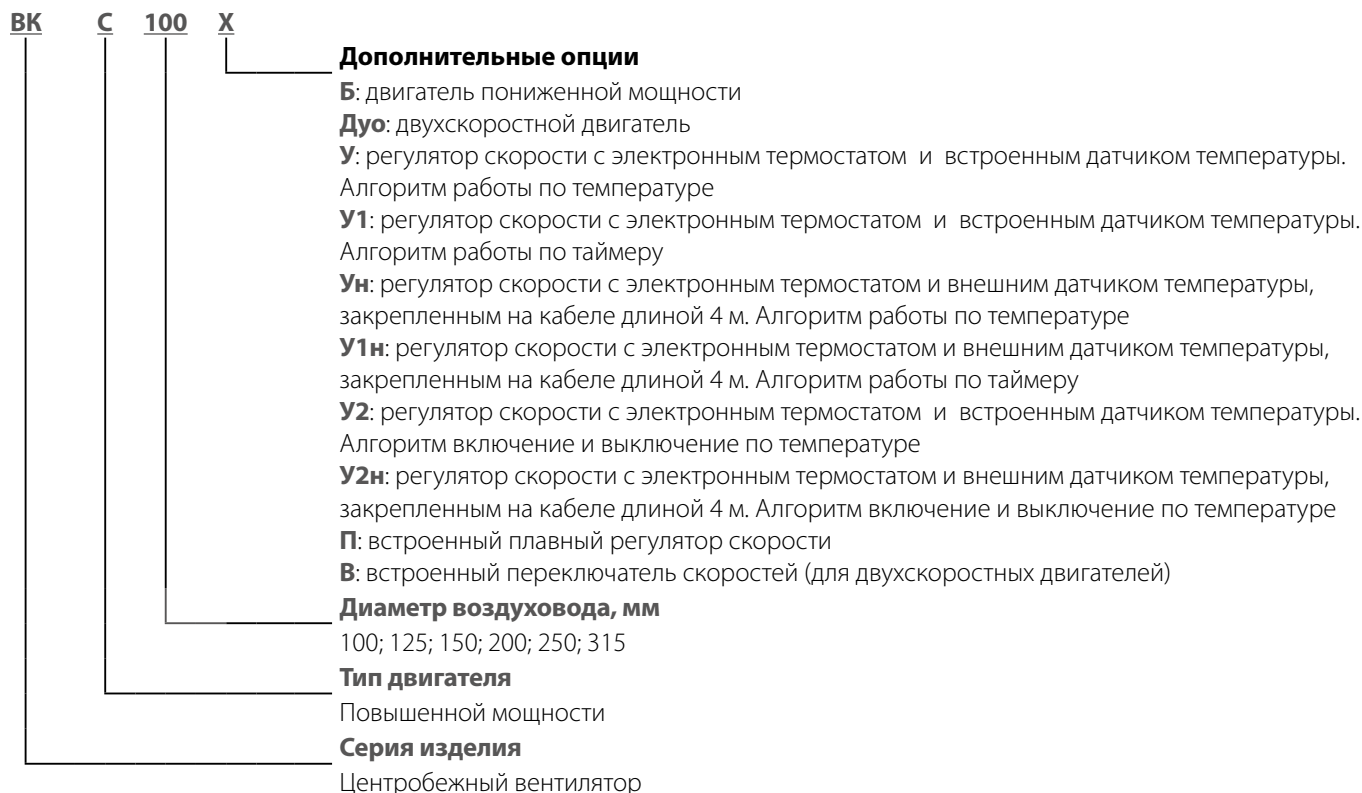 ВК С 100 Х
Дополнительные опции
Б: двигатель пониженной мощности
Дуо: двухскоростной двигатель
У: регулятор скорости с электронным термостатом и встроенным датчиком температуры.
Алгоритм работы по температуре
У1: регулятор скорости с электронным термостатом и встроенным датчиком температуры.
Алгоритм работы по таймеру
Ун: регулятор скорости с электронным термостатом и внешним датчиком температуры,
закрепленным на кабеле длиной 4 м. Алгоритм работы по температуре
У1н: регулятор скорости с электронным термостатом и внешним датчиком температуры,
закрепленным на кабеле длиной 4 м. Алгоритм работы по таймеру
У2: регулятор скорости с электронным термостатом и встроенным датчиком температуры.
Алгоритм включение и выключение по температуре
У2н: регулятор скорости с электронным термостатом и внешним датчиком температуры,
закрепленным на кабеле длиной 4 м. Алгоритм включение и выключение по температуре
П: встроенный плавный регулятор скорости
В: встроенный переключатель скоростей (для двухскоростных двигателей)
Диаметр воздуховода, мм
100; 125; 150; 200; 250; 315
Тип двигателя
Повышенной мощности
Серия изделия
Центробежный вентилятор